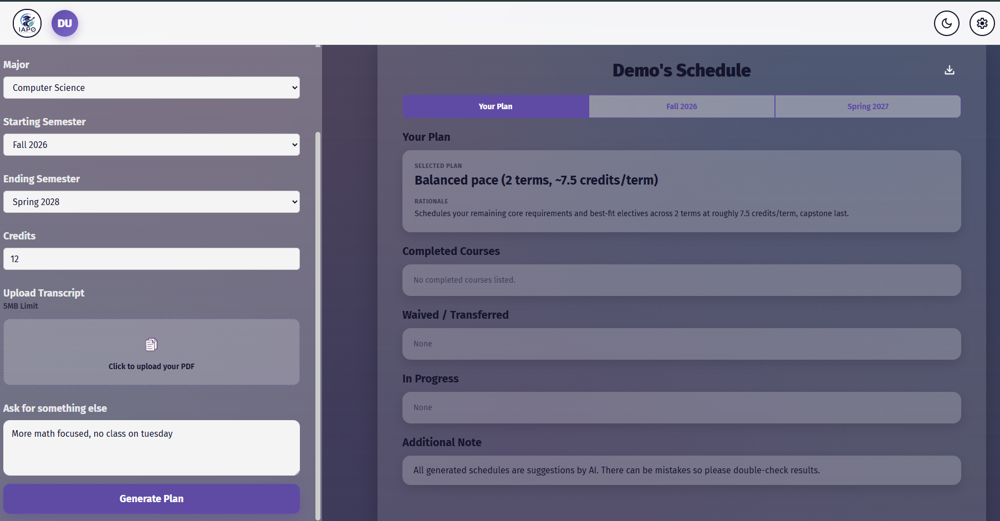 IAPO
DU
Major
Computer Science
Starting Semester
Fall 2026
Ending Semester
Spring 2028
Credits
12
Upload Transcript
5MB Limit
Click to upload your PDF
Ask for something else
More math focused, no class on tuesday
Generate Plan
Demo's Schedule
Your Plan
Fall 2026
Spring 2027
Your Plan
SELECTED PLAN
Balanced pace (2 terms, ~7.5 credits/term)
RATIONALE
Schedules your remaining core requirements and best-fit electives across 2 terms at roughly 7.5 credits/term, capstone last.
Completed Courses
No completed courses listed.
Waived / Transferred
None
In Progress
None
Additional Note
All generated schedules are suggestions by AI. There can be mistakes so please double-check results.